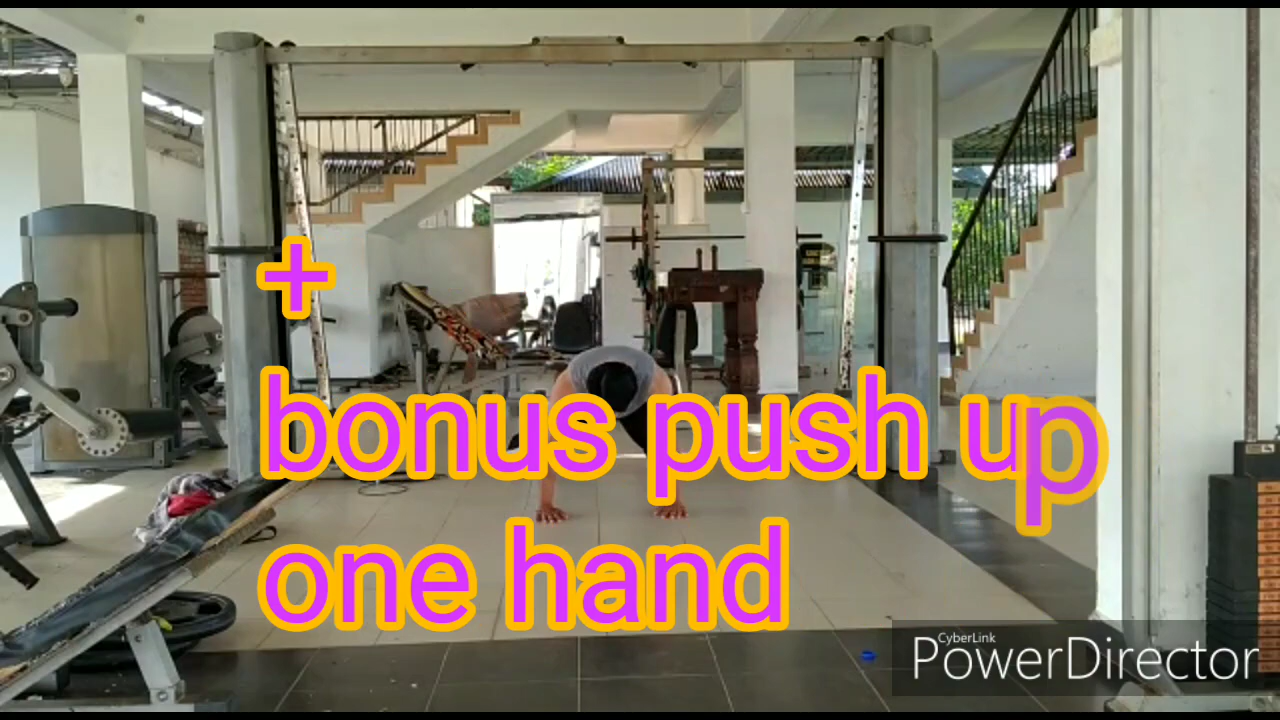 +
bonus push up
one hand
CyberLink
PowerDirector